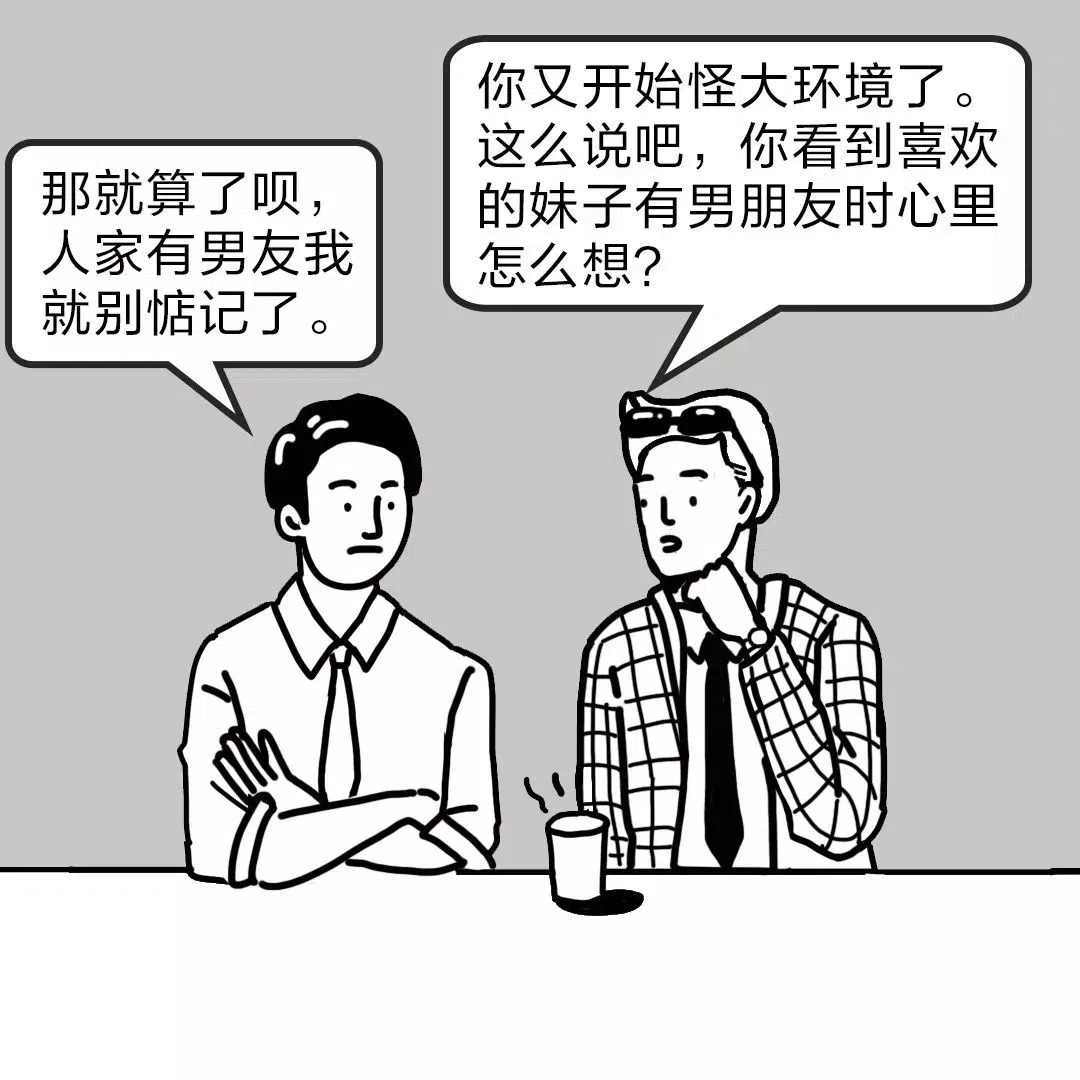 你又开始怪大环境了。
这么说吧，你看到喜欢
的妹子有男朋友时心里
怎么想？
那就算了呗，
人家有男友我
就别惦记了。